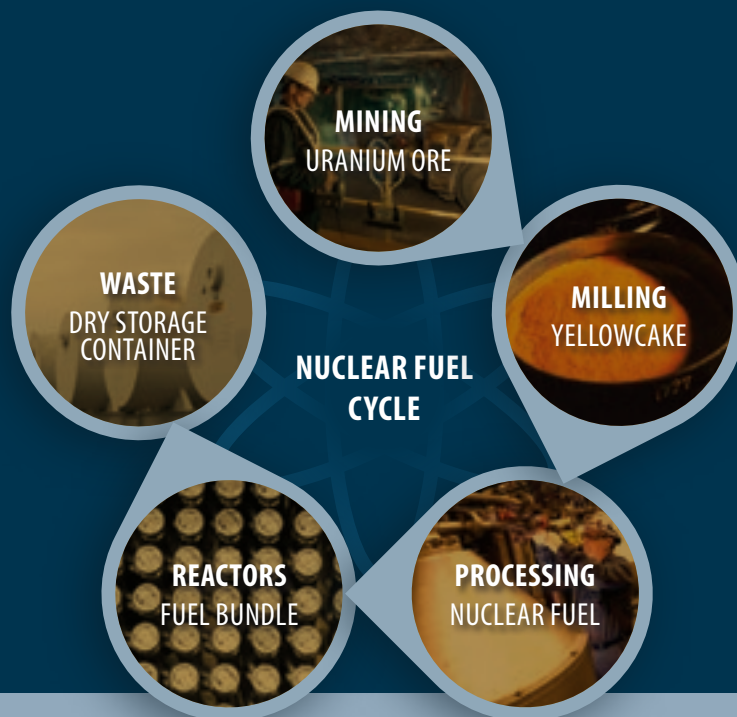 MINING
URANIUM ORE
MILLING
YELLOWCAKE
PROCESSING
NUCLEAR FUEL
REACTORS
FUEL BUNDLE
WASTE
DRY STORAGE
CONTAINER
NUCLEAR FUEL
CYCLE